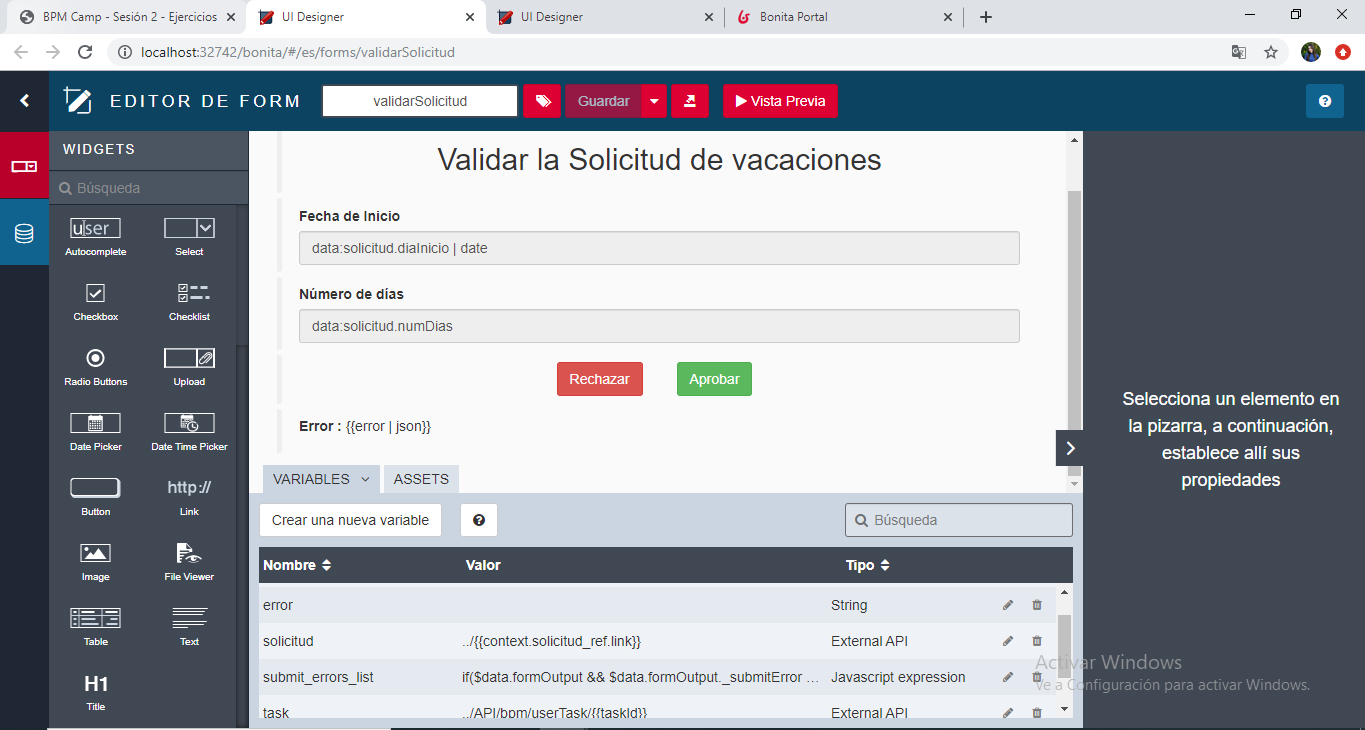 BPM Camp - Sesión 2 - Ejercicios
UI Designer
UI Designer
Bonita Portal
localhost:32742/bonita/#/es/forms/validarSolicitud
EDITOR DE FORM
validarSolicitud
Guardar
Vista Previa
WIDGETS
Búsqueda
user
Autocomplete
Select
Checkbox
Checklist
Radio Buttons
Upload
Date Picker
Date Time Picker
Button
http://
Link
Image
File Viewer
Table
Text
H1
Title
Validar la Solicitud de vacaciones
Fecha de Inicio
data:solicitud.diaInicio | date
Número de días
data:solicitud.numDias
Rechazar
Aprobar
Error : {{error | json}}
VARIABLES
ASSETS
Crear una nueva variable
Búsqueda
Nombre Valor Tipo
error String
solicitud ../{{context.solicitud_ref.link}} External API
submit_errors_list if($data.formOutput && $data.formOutput._submitError ... Javascript expression
task ../API/bpm/userTask/{{taskId}} External API
Selecciona un elemento en
la pizarra, a continuación,
establece allí sus
propiedades
Activar Windows
Ve a Configuración para activar Windows.